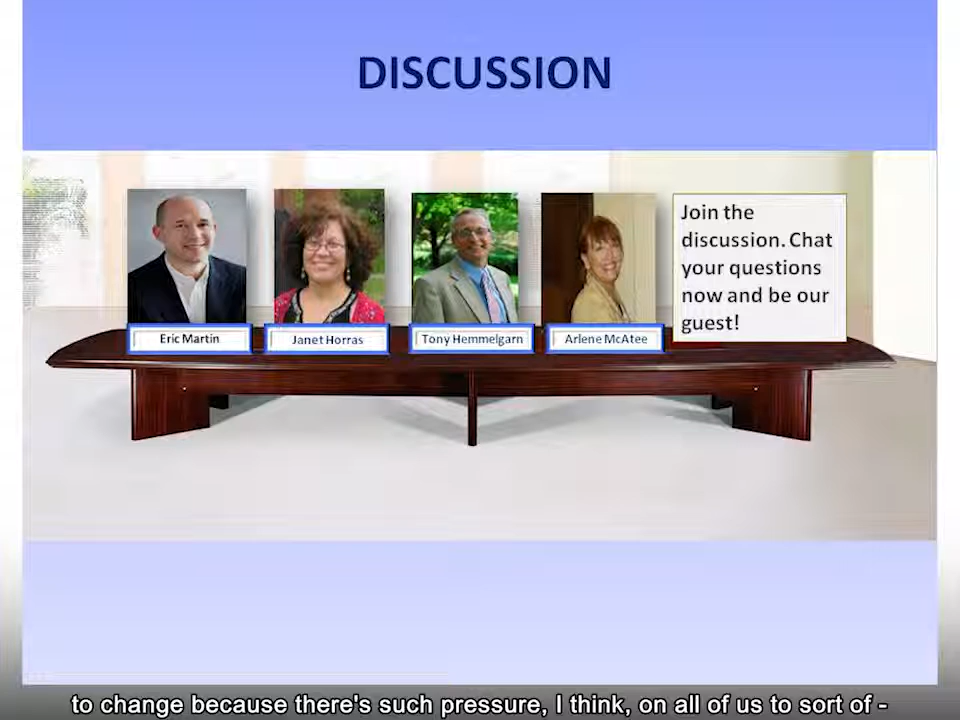 DISCUSSION
Join the
discussion. Chat
your questions
now and be our
guest!
Eric Martin
Janet Horras
Tony Hemmelgarn
Arlene McAtee
to change because there's such pressure, I think, on all of us to sort of -